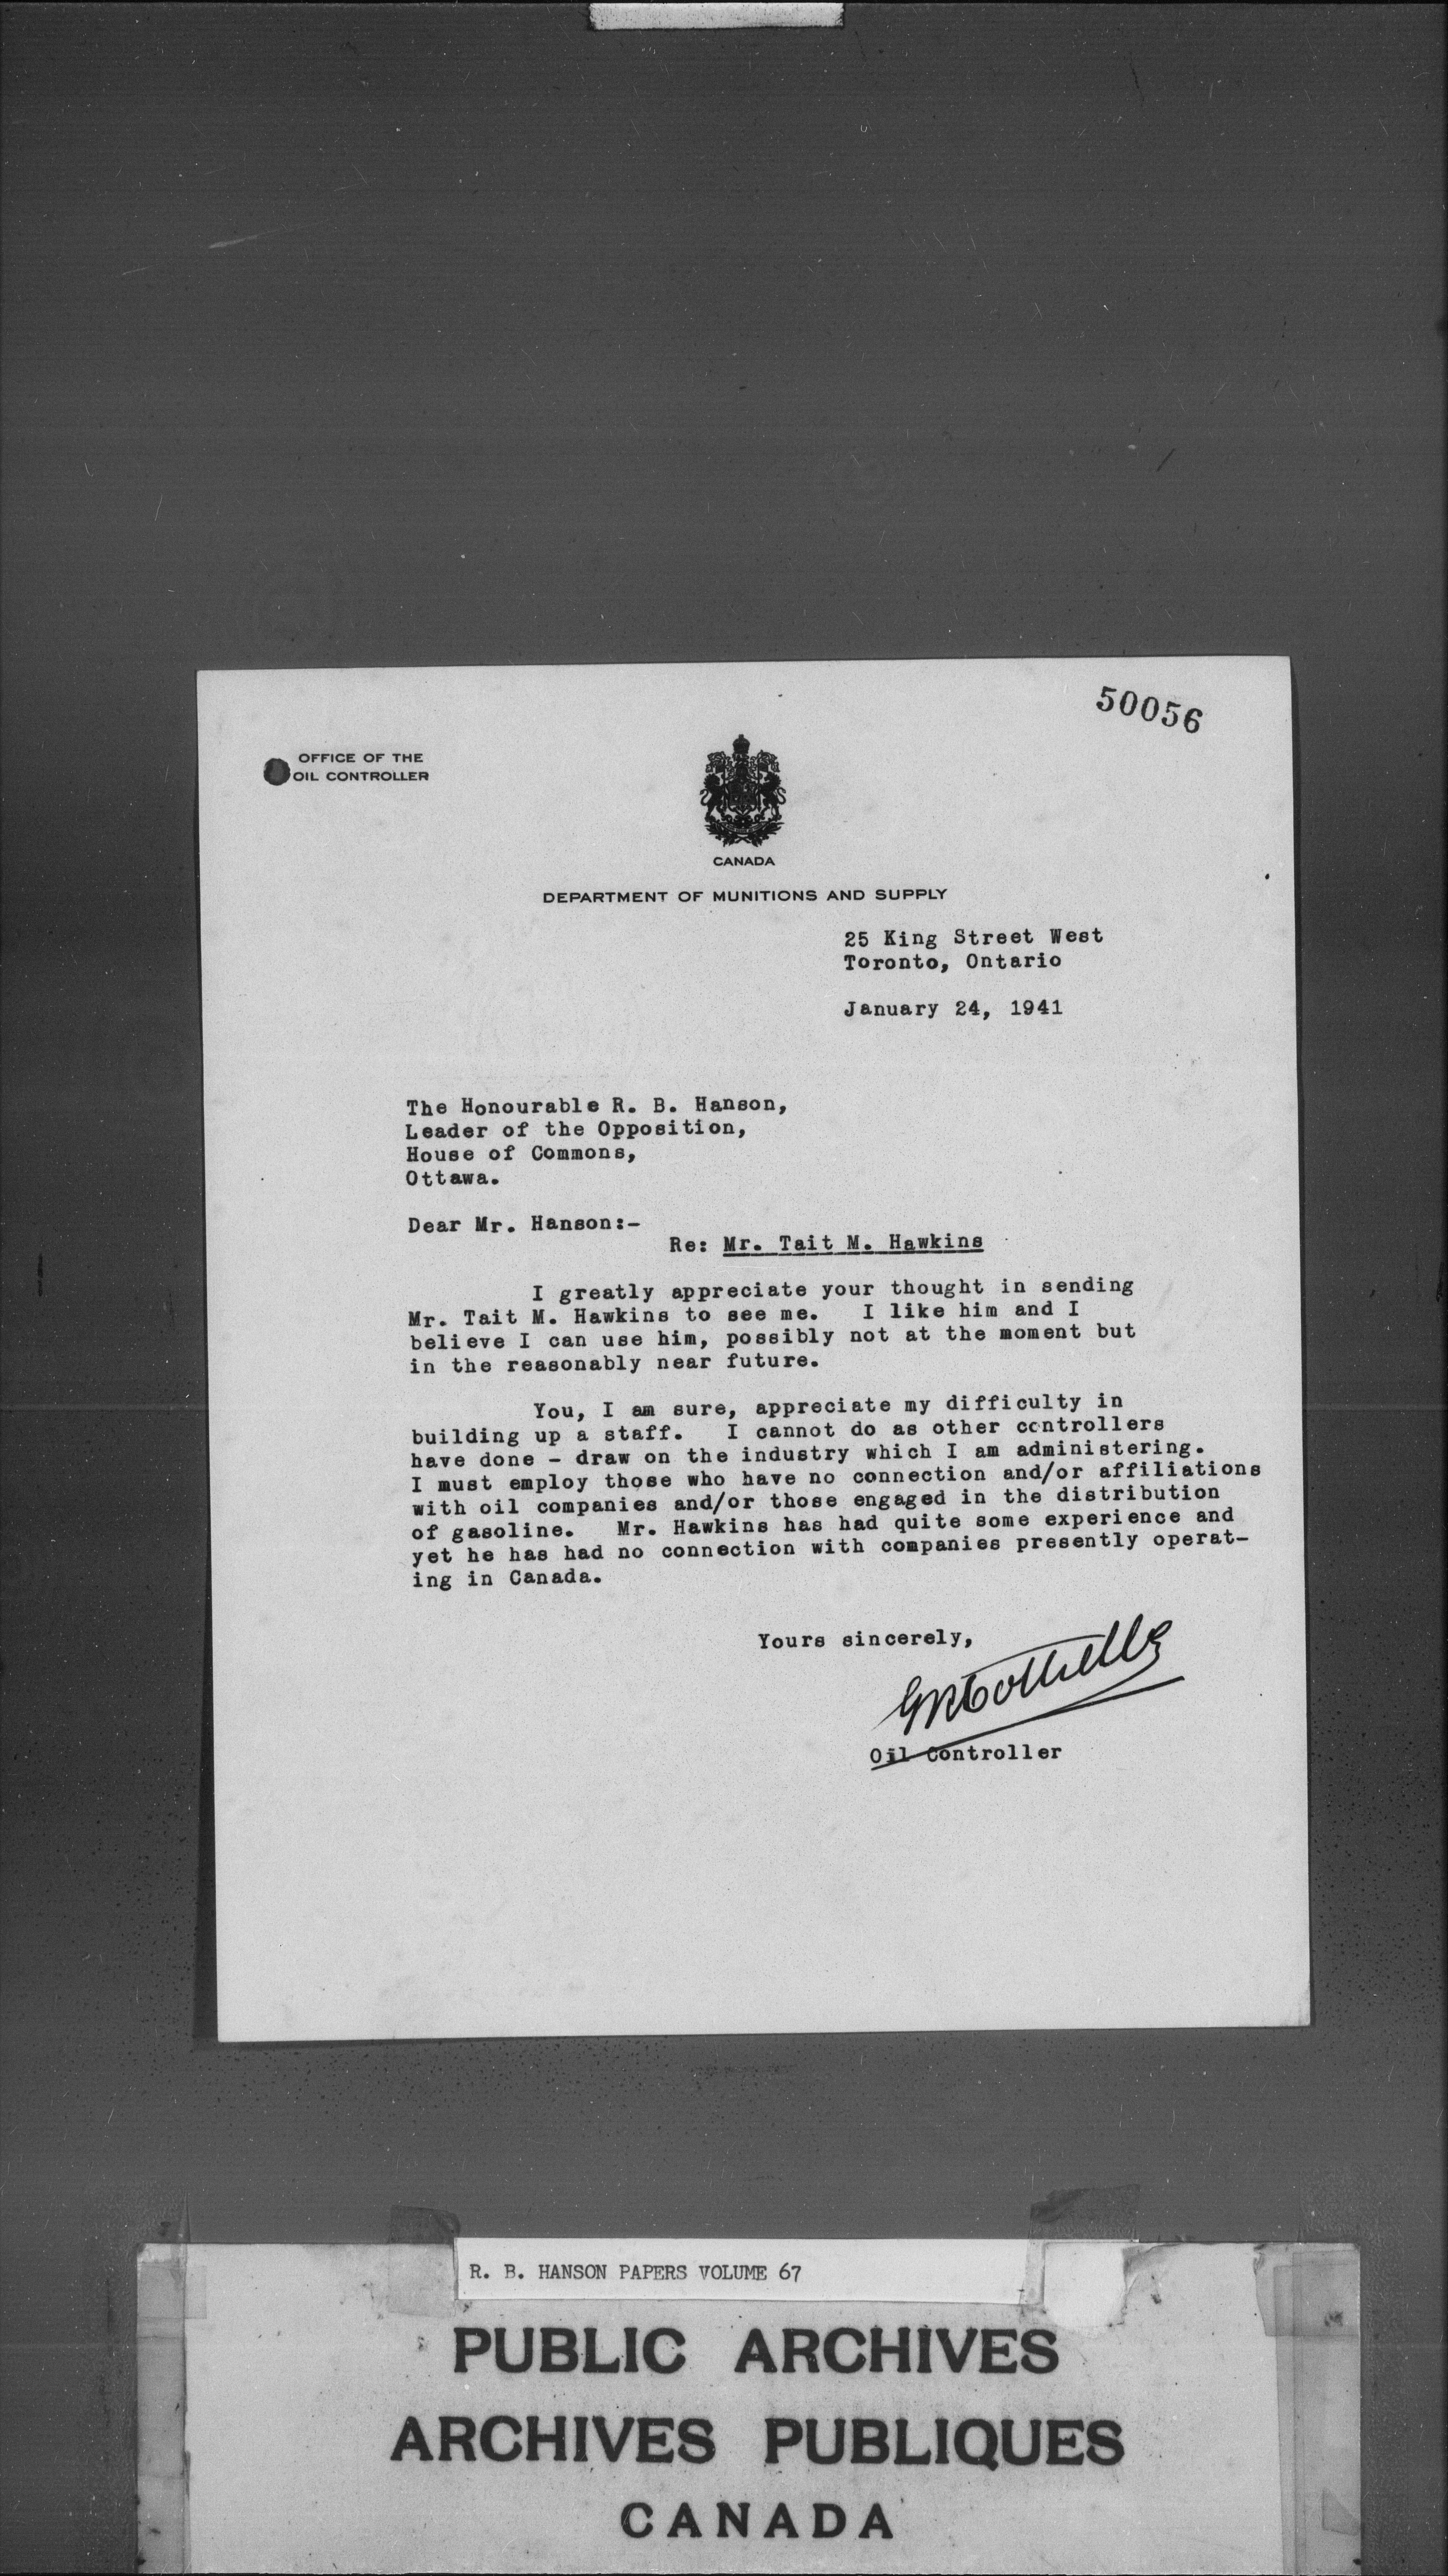 50056
OFFICE OF THE
OIL CONTROLLER
CANADA
DEPARTMENT OF MUNITIONS AND SUPPLY
25 King Street West
Toronto, Ontario
January 24, 1941
The Honourable R. B. Hanson,
Leader of the Opposition,
House of Commons,
Ottawa.
Dear Mr. Hanson:-
Re: Mr. Tait M. Hawkins
I greatly appreciate your thought in sending
Mr. Tait M. Hawkins to see me. I like him and I
believe I can use him, possibly not at the moment but
in the reasonably near future.
You, I am sure, appreciate my difficulty in
building up a staff. I cannot do as other controllers
have done - draw on the industry which I am administering.
I must employ those who have no connection and/or affiliations
with oil companies and/or those engaged in the distribution
of gasoline. Mr. Hawkins has had quite some experience and
yet he has had no connection with companies presently operat-
ing in Canada.
Yours sincerely,
GRCottrelle
Oil Controller
R. B. HANSON PAPERS VOLUME 67
PUBLIC ARCHIVES
ARCHIVES PUBLIQUES
CANADA